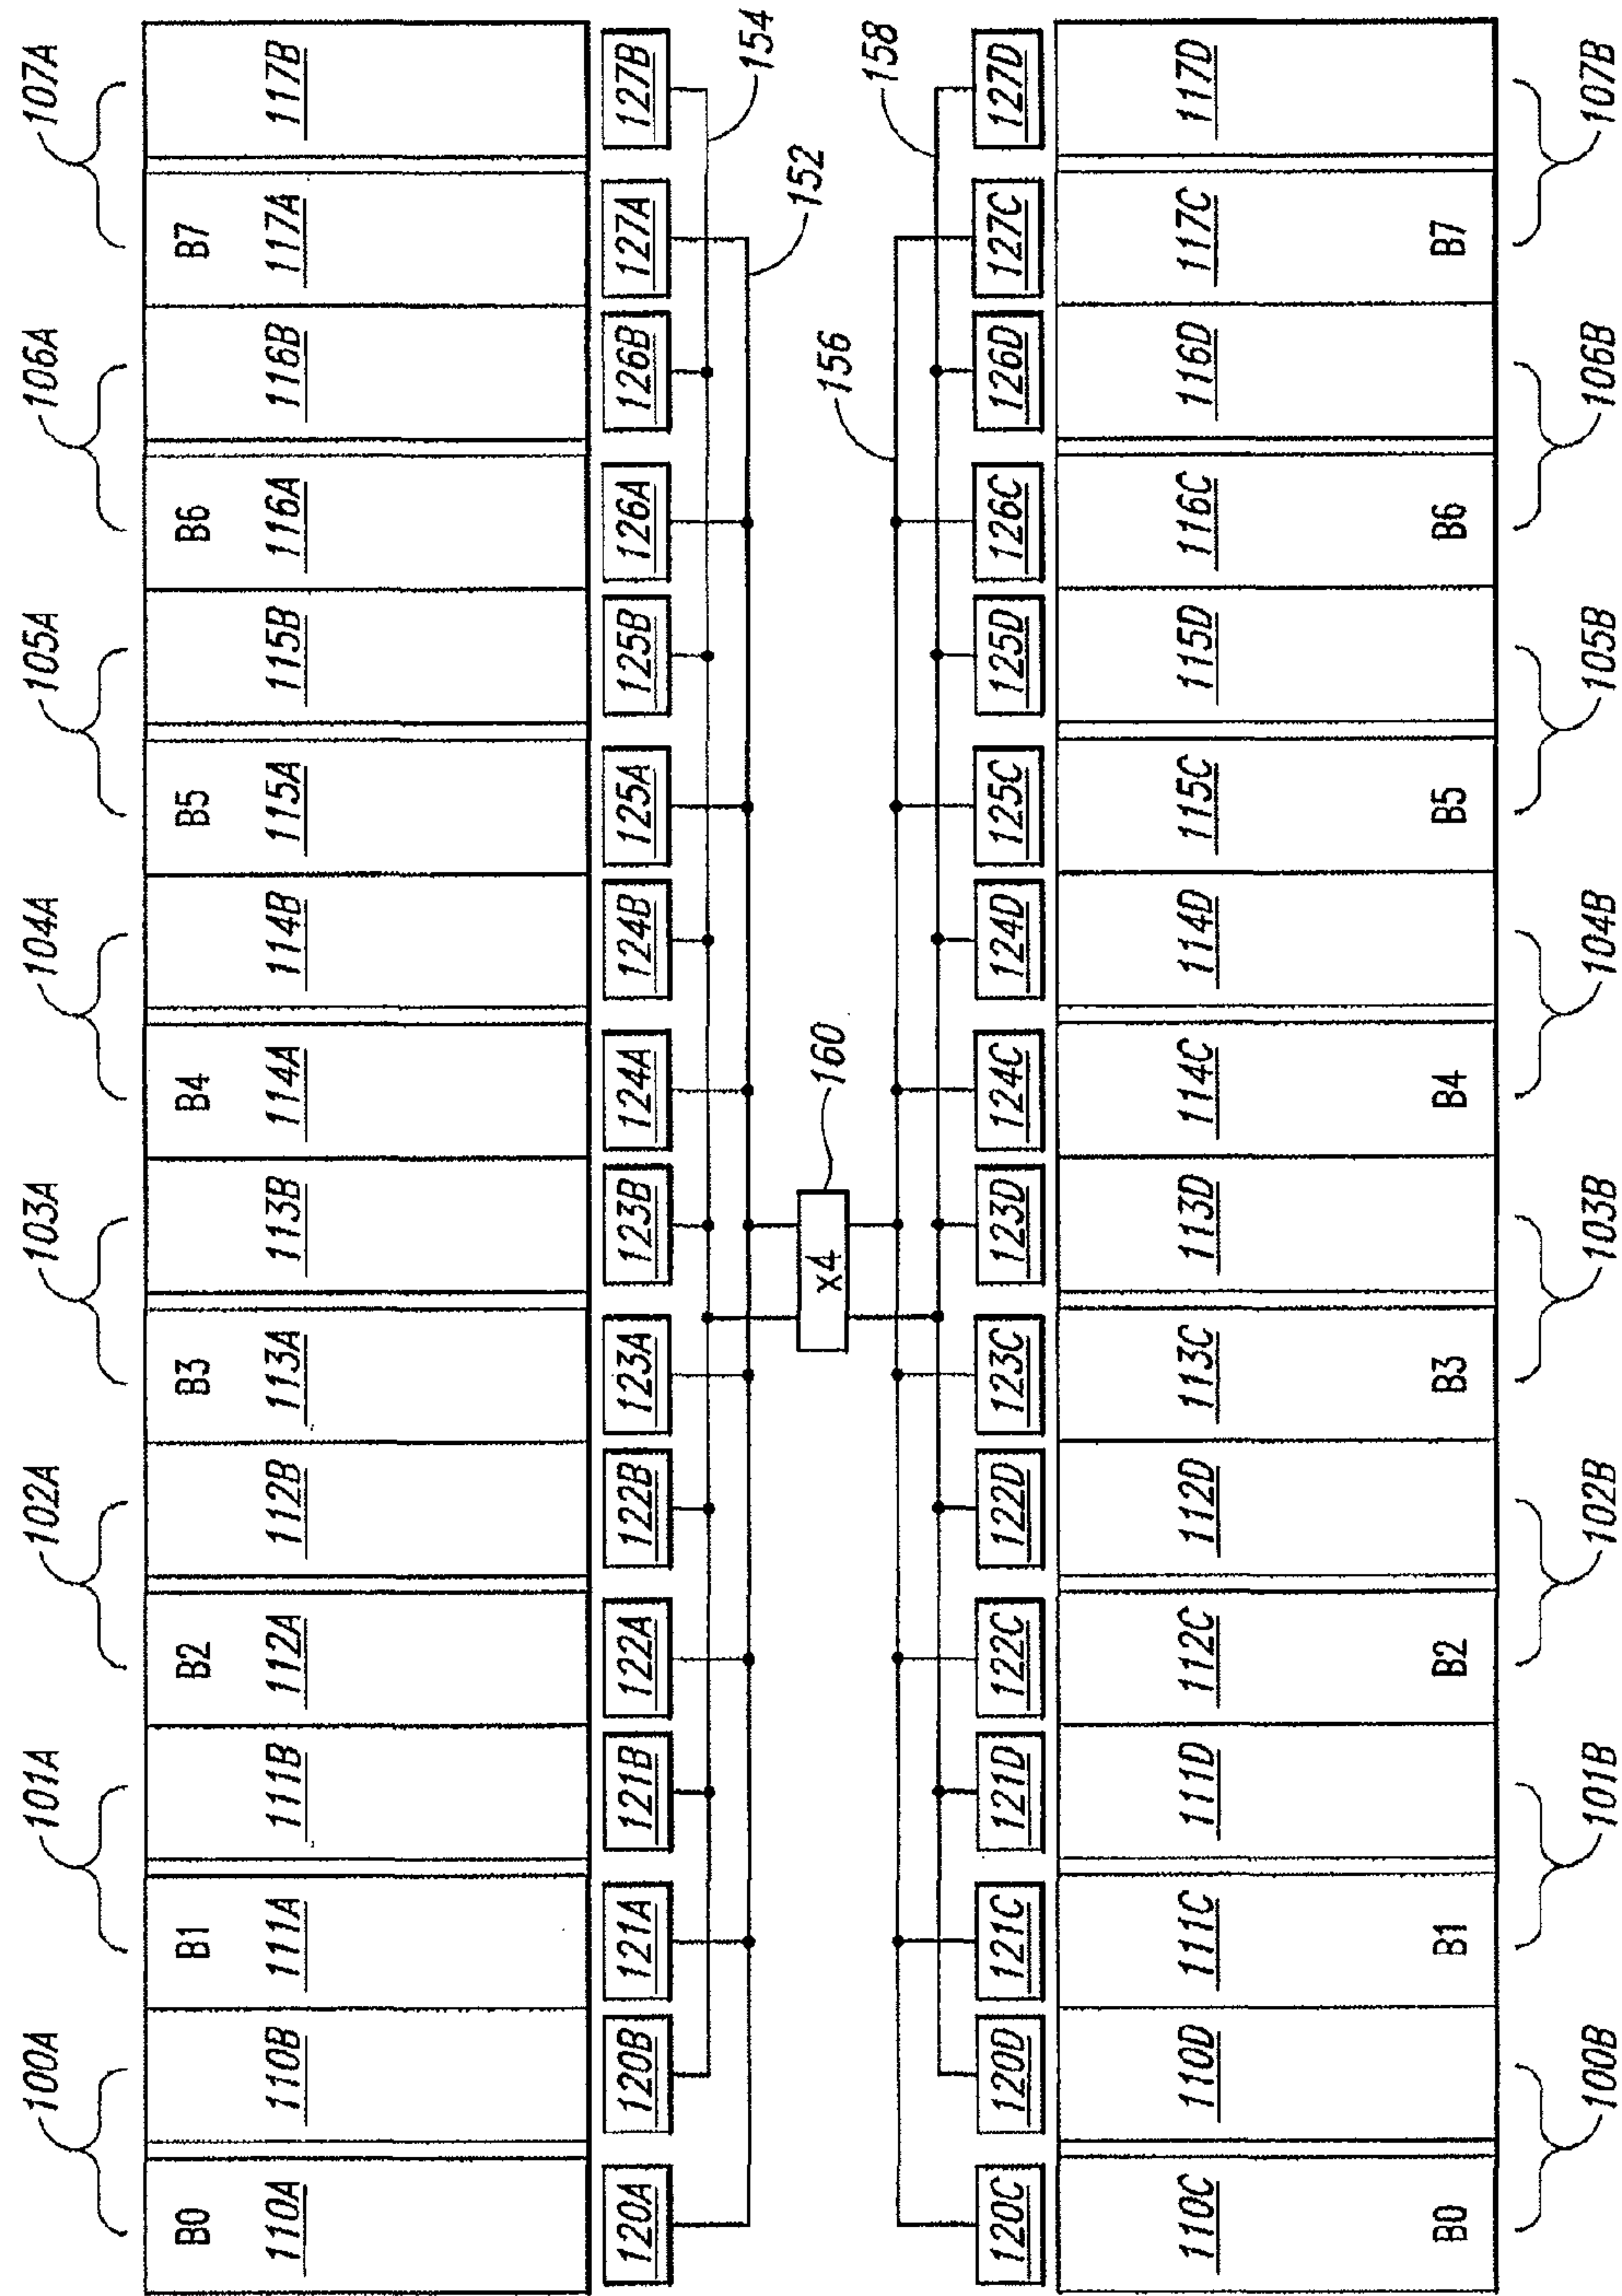 100A 101A 102A 103A 104A 105A 106A 107A
B0 B1 B2 B3 B4 B5 B6 B7
110A 110B 111A 111B 112A 112B 113A 113B 114A 114B 115A 115B 116A 116B 117A 117B
120A 120B 121A 121B 122A 122B 123A 123B 124A 124B 125A 125B 126A 126B 127A 127B
154
152
x4 160
156
158
120C 120D 121C 121D 122C 122D 123C 123D 124C 124D 125C 125D 126C 126D 127C 127D
110C 110D 111C 111D 112C 112D 113C 113D 114C 114D 115C 115D 116C 116D 117C 117D
B0 B1 B2 B3 B4 B5 B6 B7
100B 101B 102B 103B 104B 105B 106B 107B